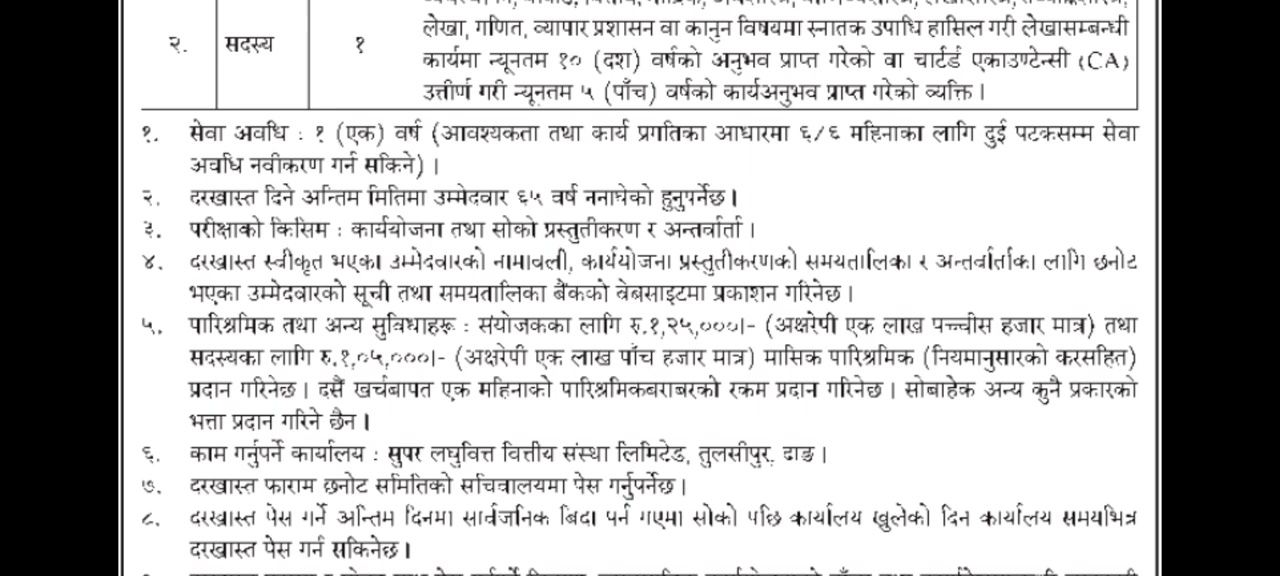 लेखा, गणित, व्यापार प्रशासन वा कानुन विषयमा स्नातक उपाधि हासिल गरी लेखासम्बन्धी
२. सदस्य १ कार्यमा न्यूनतम १० (दश) वर्षको अनुभव प्राप्त गरेको वा चार्टर्ड एकाउण्टेन्सी (CA)
उत्तीर्ण गरी न्यूनतम ५ (पाँच) वर्षको कार्यअनुभव प्राप्त गरेको व्यक्ति।
१. सेवा अवधि : १ (एक) वर्ष (आवश्यकता तथा कार्य प्रगतिका आधारमा ६/६ महिनाका लागि दुई पटकसम्म सेवा
अवधि नवीकरण गर्न सकिने)।
२. दरखास्त दिने अन्तिम मितिमा उम्मेदवार ६५ वर्ष ननाघेको हुनुपर्नेछ।
३. परीक्षाको किसिम : कार्ययोजना तथा सोको प्रस्तुतीकरण र अन्तर्वार्ता।
४. दरखास्त स्वीकृत भएका उम्मेदवारको नामावली, कार्ययोजना प्रस्तुतीकरणको समयतालिका र अन्तर्वार्ताका लागि छनोट
भएका उम्मेदबारको सूची तथा समयतालिका बैंकको वेबसाइटमा प्रकाशन गरिनेछ।
५. पारिश्रमिक तथा अन्य सुविधाहरू : संयोजकका लागि रु.१,२५,०००।- (अक्षरेपी एक लाख पच्चीस हजार मात्र) तथा
सदस्यका लागि रु.१,०५,०००।- (अक्षरेपी एक लाख पाँच हजार मात्र) मासिक पारिश्रमिक (नियमानुसारको करसहित)
प्रदान गरिनेछ। दसैं खर्चबापत एक महिनाको पारिश्रमिकबराबरको रकम प्रदान गरिनेछ। सोबाहेक अन्य कुनै प्रकारको
भत्ता प्रदान गरिने छैन।
६. काम गर्नुपर्ने कार्यालय : सुपर लघुवित्त वित्तीय संस्था लिमिटेड, तुलसीपुर, दाङ।
७. दरखास्त फाराम छनोट समितिको सचिवालयमा पेस गर्नुपर्नेछ।
८. दरखास्त पेस गर्ने अन्तिम दिनमा सार्वजनिक बिदा पर्न गएमा सोको पछि कार्यालय खुलेको दिन कार्यालय समयभित्र
दरखास्त पेस गर्न सकिनेछ।